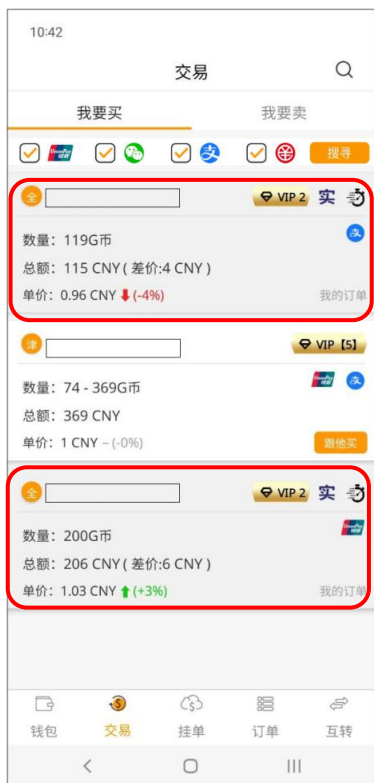 10:42
交易
我要买 我要卖
搜寻
全 VIP 2 实
数量：119G币
总额：115 CNY ( 差价:4 CNY )
单价：0.96 CNY (-4%) 我的订单
津 VIP【5】
数量：74 - 369G币
总额：369 CNY
单价：1 CNY – (-0%) 跟他买
全 VIP 2 实
数量：200G币
总额：206 CNY ( 差价:6 CNY )
单价：1.03 CNY (+3%) 我的订单
钱包 交易 挂单 订单 互转